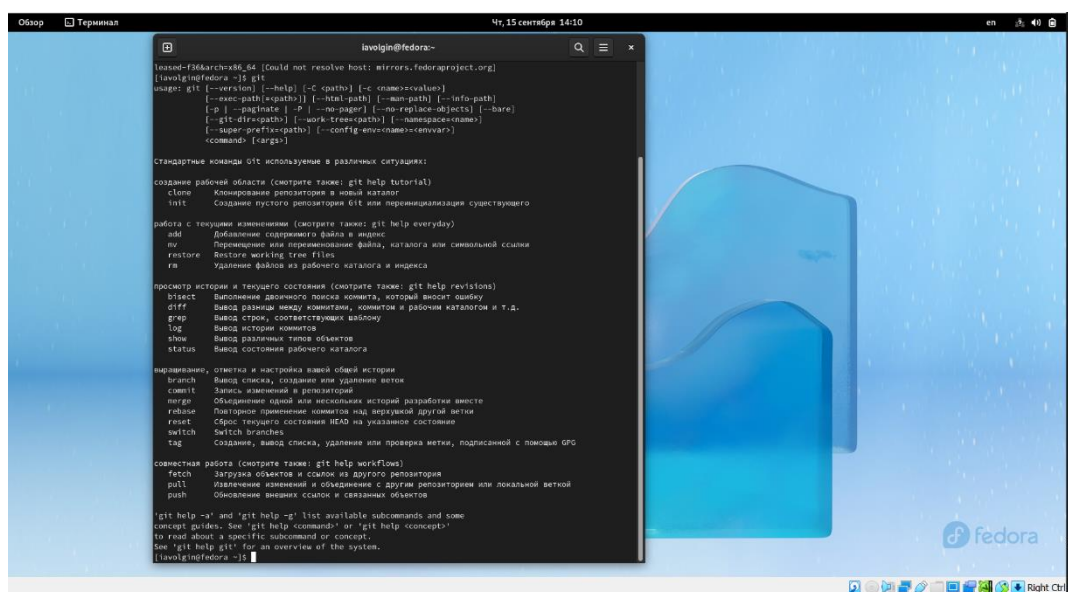 Обзор
Терминал
Чт, 15 сентября 14:10
en
iavolgin@fedora:~
leased-f36&arch=x86_64 [Could not resolve host: mirrors.fedoraproject.org]
[iavolgin@fedora ~]$ git
usage: git [--version] [--help] [-C <path>] [-c <name>=<value>]
[--exec-path[=<path>]] [--html-path] [--man-path] [--info-path]
[-p | --paginate | -P | --no-pager] [--no-replace-objects] [--bare]
[--git-dir=<path>] [--work-tree=<path>] [--namespace=<name>]
[--super-prefix=<path>] [--config-env=<name>=<envvar>]
<command> [<args>]
Стандартные команды Git используемые в различных ситуациях:
создание рабочей области (смотрите также: git help tutorial)
clone Клонирование репозитория в новый каталог
init Создание пустого репозитория Git или переинициализация существующего
работа с текущими изменениями (смотрите также: git help everyday)
add Добавление содержимого файла в индекс
mv Перемещение или переименование файла, каталога или символьной ссылки
restore Restore working tree files
rm Удаление файлов из рабочего каталога и индекса
просмотр истории и текущего состояния (смотрите также: git help revisions)
bisect Выполнение двоичного поиска коммита, который вносит ошибку
diff Вывод разницы между коммитами, коммитом и рабочим каталогом и т.д.
grep Вывод строк, соответствующих шаблону
log Вывод истории коммитов
show Вывод различных типов объектов
status Вывод состояния рабочего каталога
выращивание, отметка и настройка вашей общей истории
branch Вывод списка, создание или удаление веток
commit Запись изменений в репозиторий
merge Объединение одной или нескольких историй разработки вместе
rebase Повторное применение коммитов над верхушкой другой ветки
reset Сброс текущего состояния HEAD на указанное состояние
switch Switch branches
tag Создание, вывод списка, удаление или проверка метки, подписанной с помощью GPG
совместная работа (смотрите также: git help workflows)
fetch Загрузка объектов и ссылок из другого репозитория
pull Извлечение изменений и объединение с другим репозиторием или локальной веткой
push Обновление внешних ссылок и связанных объектов
'git help -a' and 'git help -g' list available subcommands and some
concept guides. See 'git help <command>' or 'git help <concept>'
to read about a specific subcommand or concept.
See 'git help git' for an overview of the system.
[iavolgin@fedora ~]$
fedora
Right Ctrl